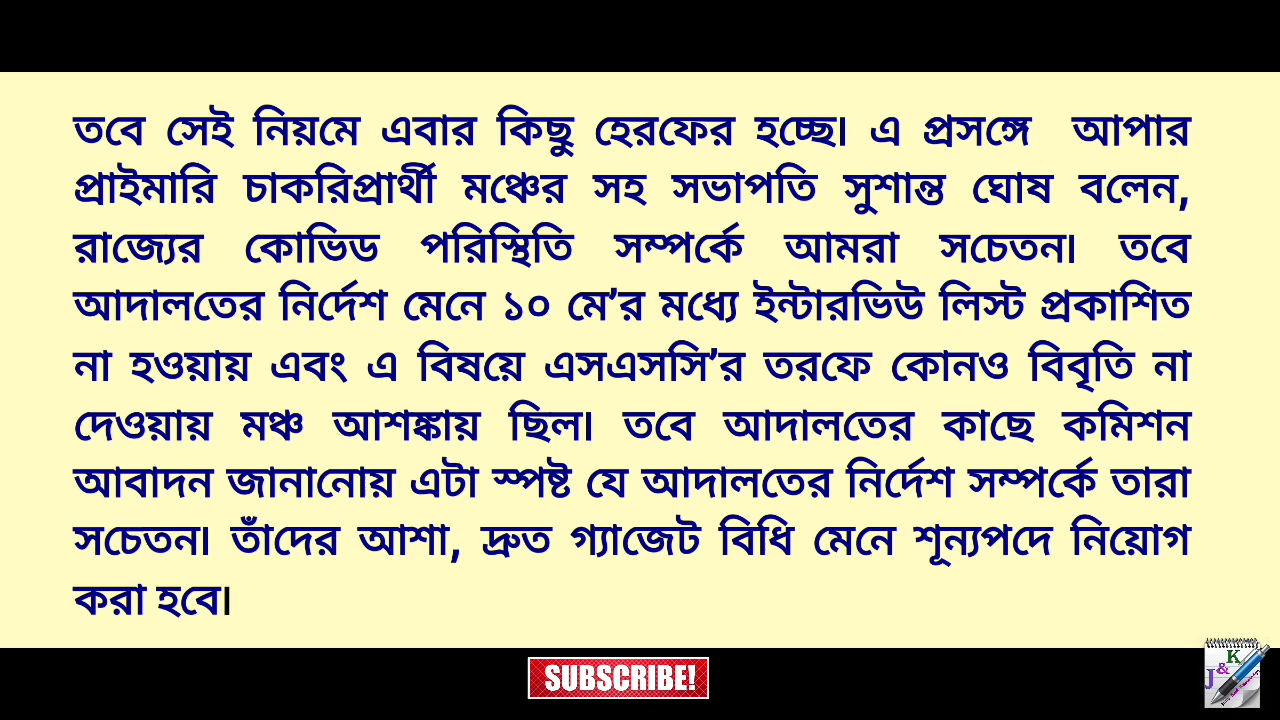 তবে সেই নিয়মে এবার কিছু হেরফের হচ্ছে। এ প্রসঙ্গে আপার
প্রাইমারি চাকরিপ্রার্থী মঞ্চের সহ সভাপতি সুশান্ত ঘোষ বলেন,
রাজ্যের কোভিড পরিস্থিতি সম্পর্কে আমরা সচেতন। তবে
আদালতের নির্দেশ মেনে ১০ মে’র মধ্যে ইন্টারভিউ লিস্ট প্রকাশিত
না হওয়ায় এবং এ বিষয়ে এসএসসি’র তরফে কোনও বিবৃতি না
দেওয়ায় মঞ্চ আশঙ্কায় ছিল। তবে আদালতের কাছে কমিশন
আবাদন জানানোয় এটা স্পষ্ট যে আদালতের নির্দেশ সম্পর্কে তারা
সচেতন। তাঁদের আশা, দ্রুত গ্যাজেট বিধি মেনে শূন্যপদে নিয়োগ
করা হবে।
SUBSCRIBE!
J&K